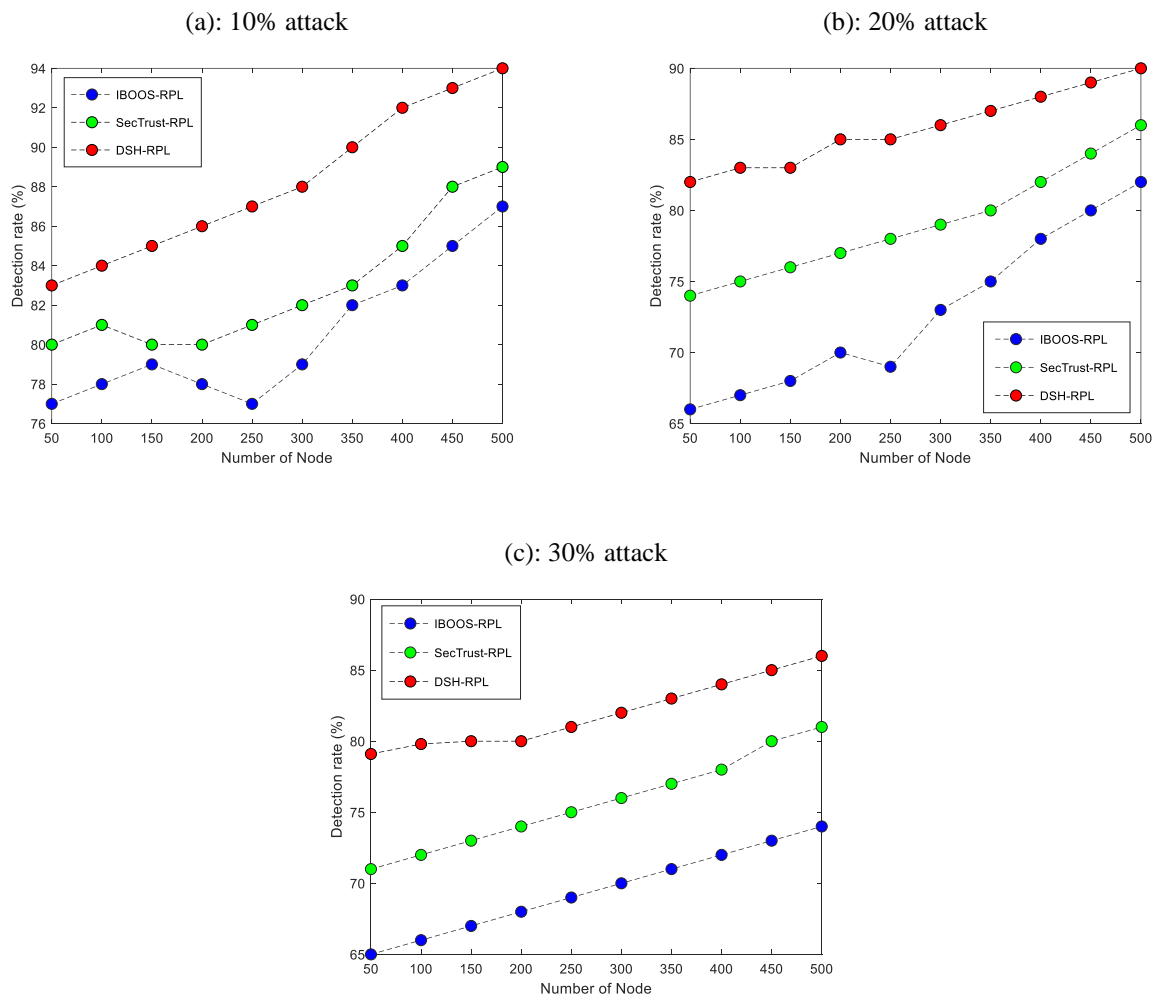 (a): 10% attack
94
92
90
88
86
84
82
80
78
76
Detection rate (%)
IBOOS-RPL
SecTrust-RPL
DSH-RPL
50 100 150 200 250 300 350 400 450 500
Number of Node
(b): 20% attack
90
85
80
75
70
65
Detection rate (%)
IBOOS-RPL
SecTrust-RPL
DSH-RPL
50 100 150 200 250 300 350 400 450 500
Number of Node
(c): 30% attack
90
85
80
75
70
65
Detection rate (%)
IBOOS-RPL
SecTrust-RPL
DSH-RPL
50 100 150 200 250 300 350 400 450 500
Number of Node